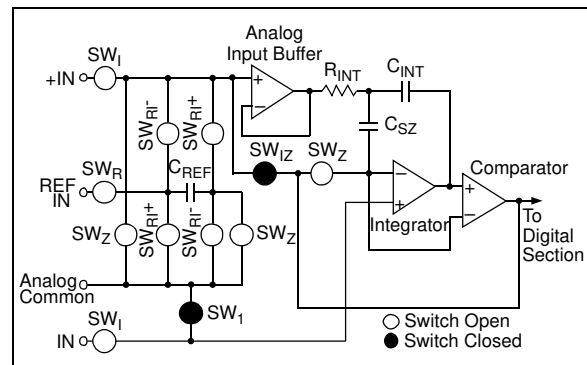 Analog
Input Buffer
SW_I
+IN
R_INT
C_INT
SW_RI-
SW_RI+
C_SZ
SW_R
C_REF
SW_IZ
SW_Z
REF
IN
Comparator
Integrator
SW_Z
SW_RI+
SW_RI-
SW_Z
To
Digital
Section
Analog
Common
SW_1
SW_I
IN
Switch Open
Switch Closed
+
−
−
+
+
−